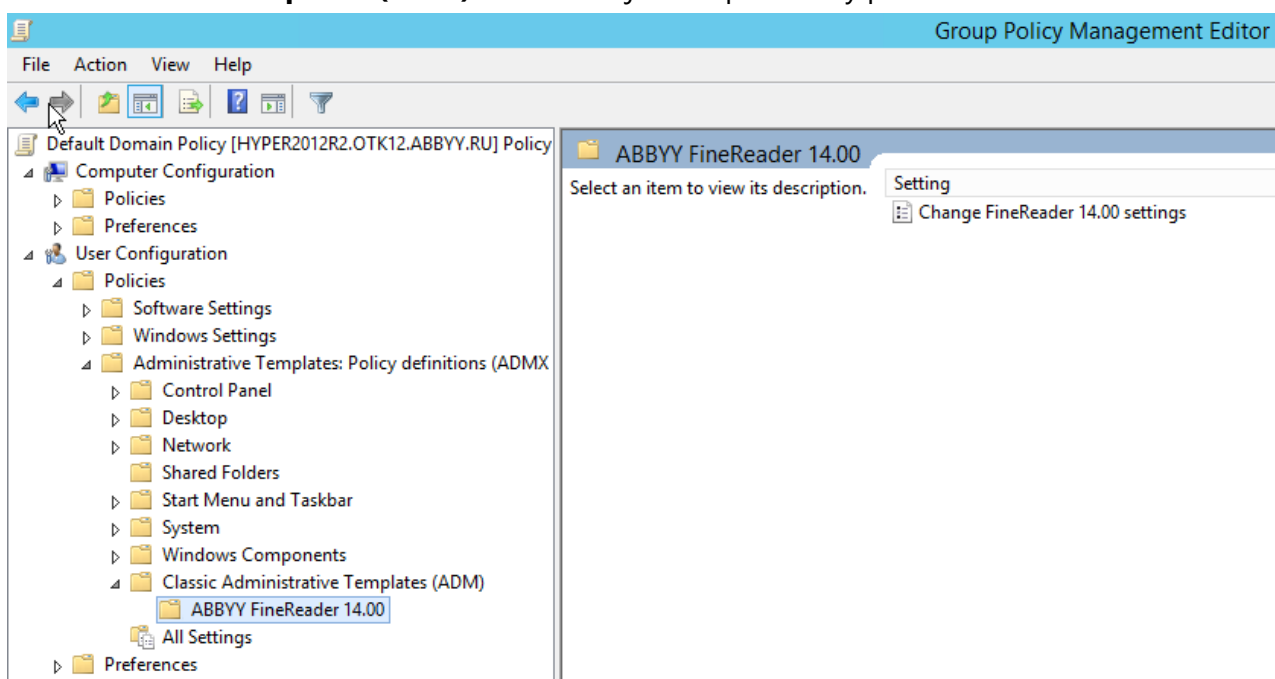 Group Policy Management Editor
File Action View Help
Default Domain Policy [HYPER2012R2.OTK12.ABBYY.RU] Policy
Computer Configuration
Policies
Preferences
User Configuration
Policies
Software Settings
Windows Settings
Administrative Templates: Policy definitions (ADMX
Control Panel
Desktop
Network
Shared Folders
Start Menu and Taskbar
System
Windows Components
Classic Administrative Templates (ADM)
ABBYY FineReader 14.00
All Settings
Preferences
ABBYY FineReader 14.00
Select an item to view its description.
Setting
Change FineReader 14.00 settings